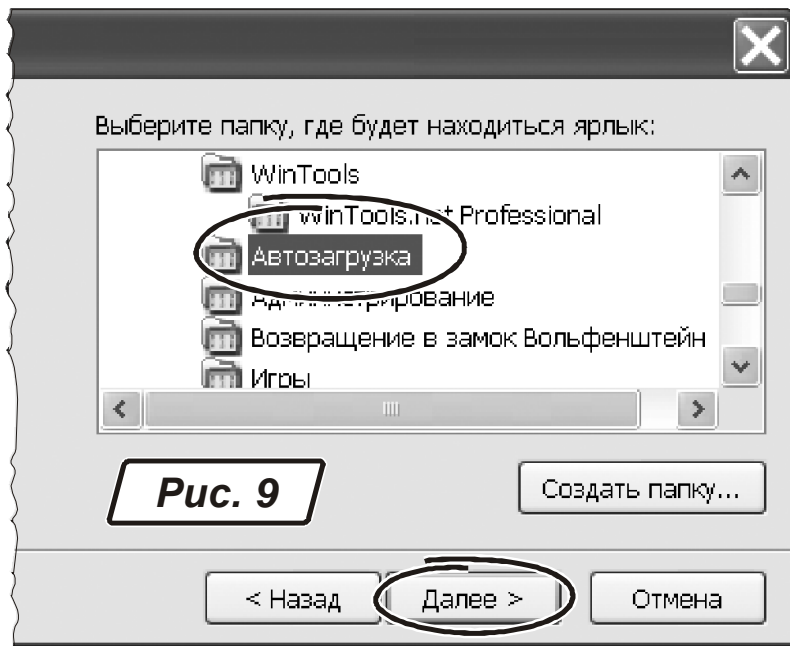 Выберите папку, где будет находиться ярлык:
WinTools
WinTools.net Professional
Автозагрузка
Администрирование
Возвращение в замок Вольфенштейн
Игры
Рис. 9
Создать папку...
< Назад
Далее >
Отмена